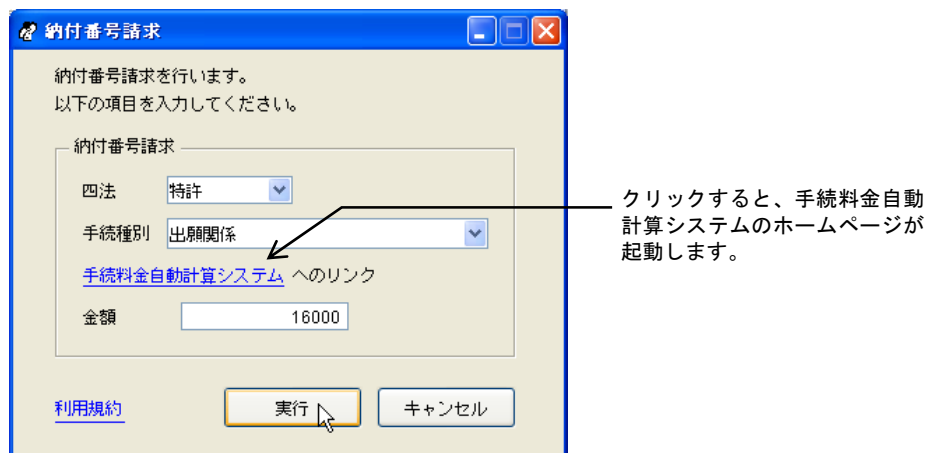 納付番号請求
納付番号請求を行います。
以下の項目を入力してください。
納付番号請求
四法 特許
手続種別 出願関係
手続料金自動計算システム へのリンク
金額 16000
利用規約 実行 キャンセル
クリックすると、手続料金自動
計算システムのホームページが
起動します。